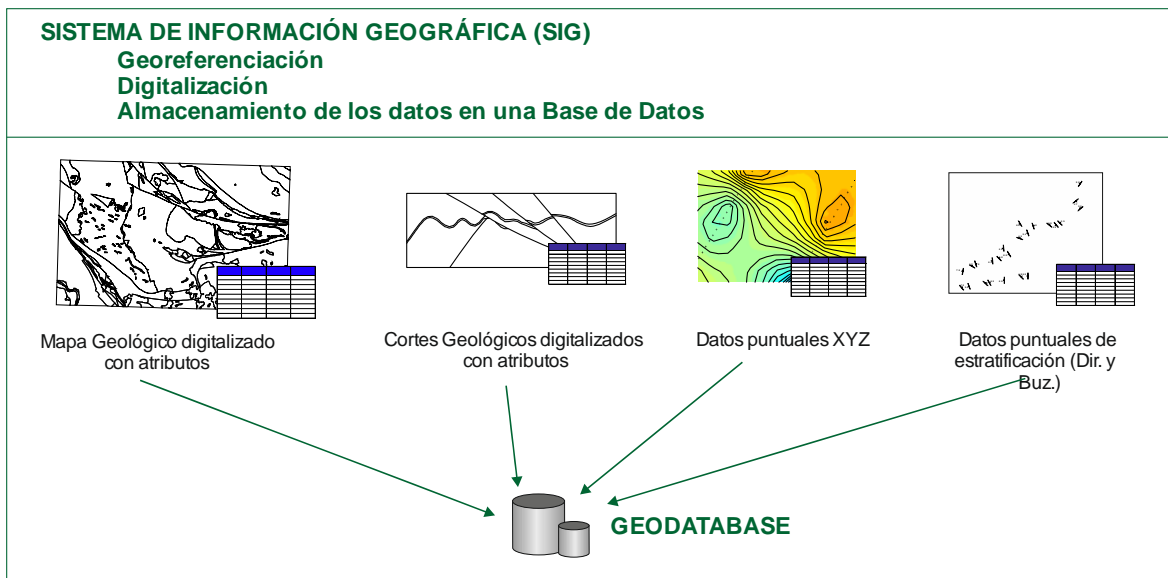 SISTEMA DE INFORMACIÓN GEOGRÁFICA (SIG)
Georeferenciación
Digitalización
Almacenamiento de los datos en una Base de Datos
Mapa Geológico digitalizado
con atributos
Cortes Geológicos digitalizados
con atributos
Datos puntuales XYZ
Datos puntuales de
estratificación (Dir. y
Buz.)
GEODATABASE